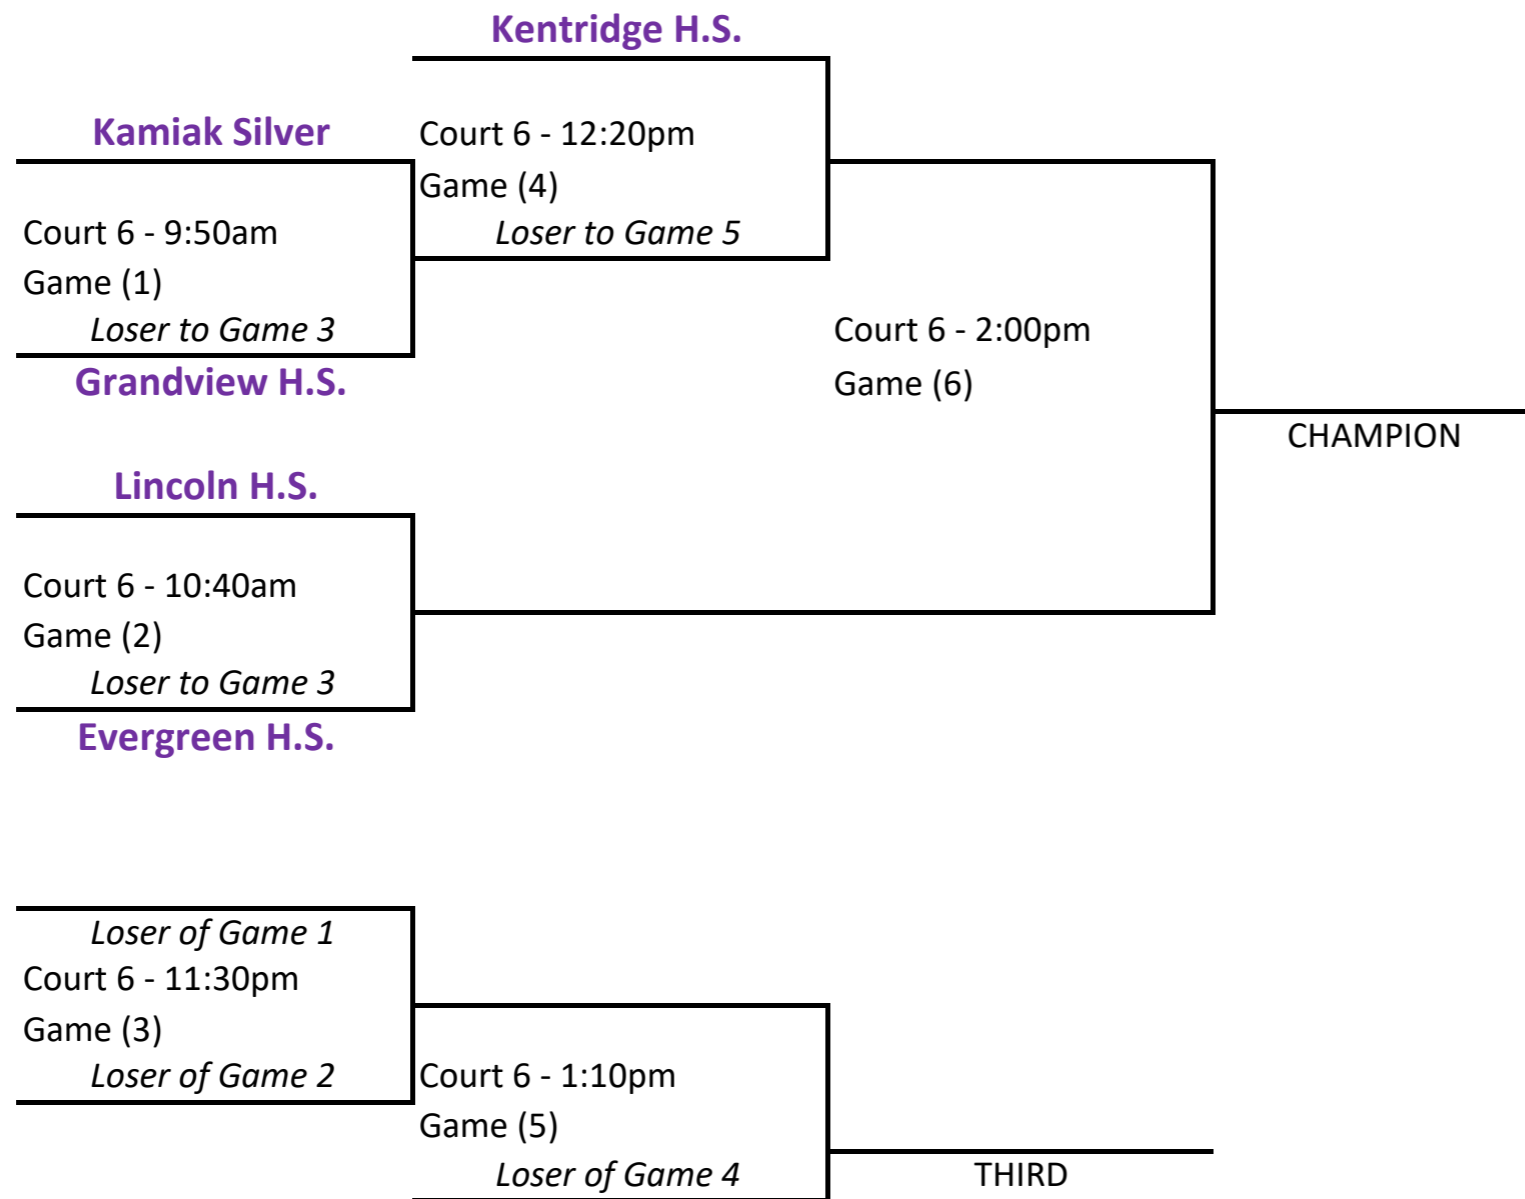 Kentridge H.S.
Kamiak Silver
Court 6 - 12:20pm
Game (4)
Loser to Game 5
Court 6 - 9:50am
Game (1)
Loser to Game 3
Grandview H.S.
Court 6 - 2:00pm
Game (6)
CHAMPION
Lincoln H.S.
Court 6 - 10:40am
Game (2)
Loser to Game 3
Evergreen H.S.
Loser of Game 1
Court 6 - 11:30pm
Game (3)
Loser of Game 2
Court 6 - 1:10pm
Game (5)
Loser of Game 4
THIRD